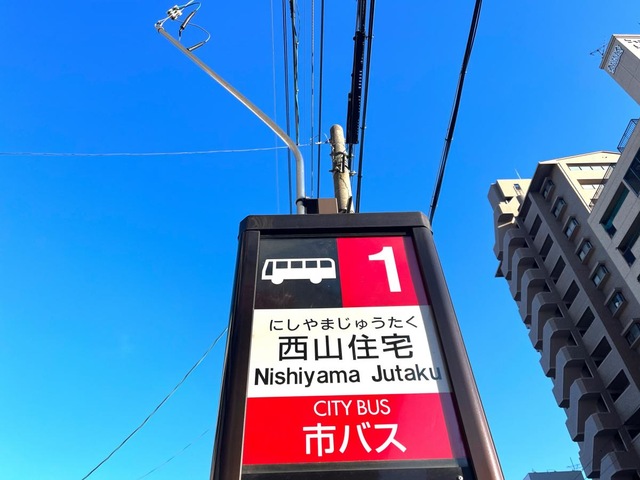 1
にしやまじゅうたく
西山住宅
Nishiyama Jutaku
CITY BUS
市バス